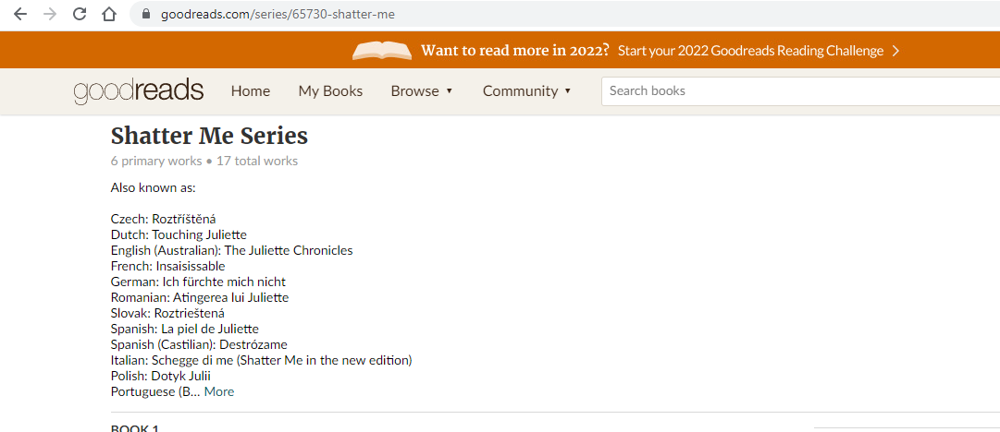 goodreads.com/series/65730-shatter-me
Want to read more in 2022? Start your 2022 Goodreads Reading Challenge
goodreads Home My Books Browse ▼ Community ▼ Search books
Shatter Me Series
6 primary works • 17 total works
Also known as:
Czech: Roztříštěná
Dutch: Touching Juliette
English (Australian): The Juliette Chronicles
French: Insaisissable
German: Ich fürchte mich nicht
Romanian: Atingerea lui Juliette
Slovak: Roztrieštená
Spanish: La piel de Juliette
Spanish (Castilian): Destrózame
Italian: Schegge di me (Shatter Me in the new edition)
Polish: Dotyk Julii
Portuguese (B... More
BOOK 1